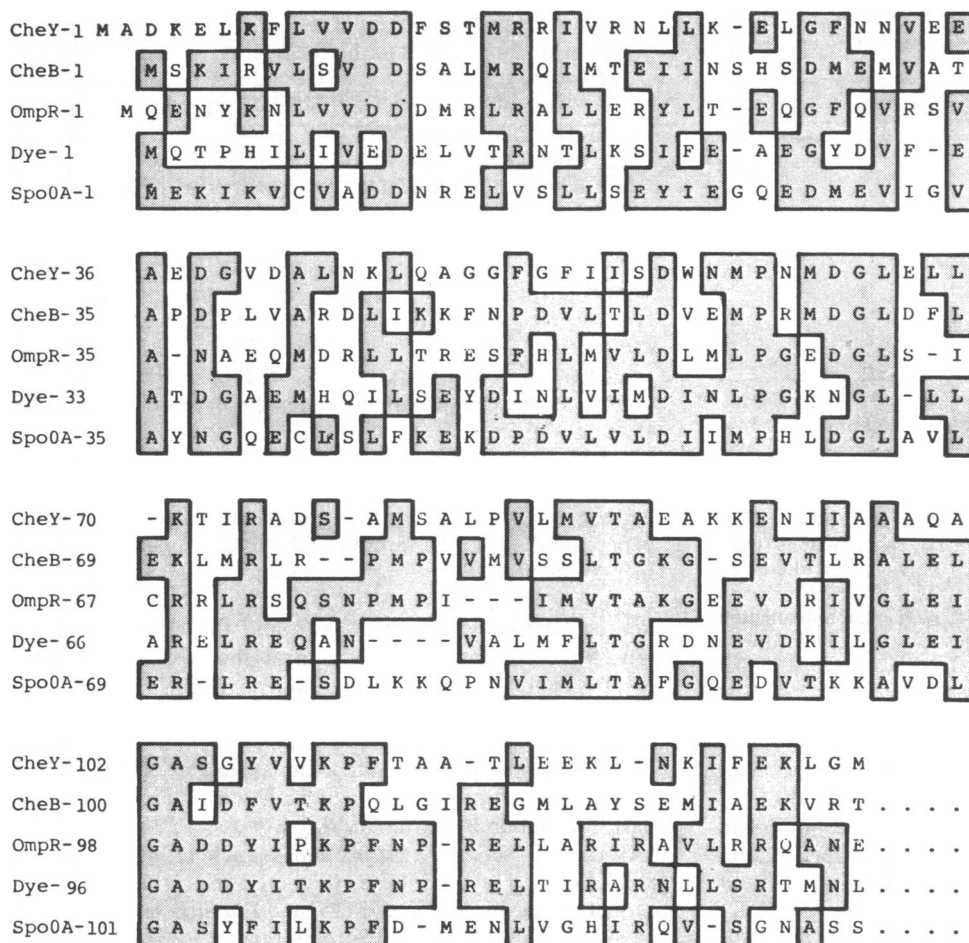 CheY-1 M A D K E L K F L V V D D F S T M R R I V R N L L K - E L G F N N V E E
CheB-1 M S K I R V L S V D D S A L M R Q I M T E I I N S H S D M E M V A T
OmpR-1 M Q E N Y K N L V V D D D M R L R A L L E R Y L T - E Q G F Q V R S V
Dye-1 M Q T P H I L I V E D E L V T R N T L K S I F E - A E G Y D V F - E
Spo0A-1 M E K I K V C V A D D N R E L V S L L S E Y I E G Q E D M E V I G V
CheY-36 A E D G V D A L N K L Q A G G F G F I I S D W N M P N M D G L E L L
CheB-35 A P D P L V A R D L I K K F N P D V L T L D V E M P R M D G L D F L
OmpR-35 A - N A E Q M D R L L T R E S F H L M V L D L M L P G E D G L S - I
Dye-33 A T D G A E M H Q I L S E Y D I N L V I M D I N L P G K N G L - L L
Spo0A-35 A Y N G Q E C L S L F K E K D P D V L V L D I I M P H L D G L A V L
CheY-70 - K T I R A D S - A M S A L P V L M V T A E A K K E N I I A A A Q A
CheB-69 E K L M R L R - - P M P V V M V S S L T G K G - S E V T L R A L E L
OmpR-67 C R R L R S Q S N P M P I - - - I M V T A K G E E V D R I V G L E I
Dye-66 A R E L R E Q A N - - - - V A L M F L T G R D N E V D K I L G L E I
Spo0A-69 E R - L R E - S D L K K Q P N V I M L T A F G Q E D V T K K A V D L
CheY-102 G A S G Y V V K P F T A A - T L E E K L - N K I F E K L G M
CheB-100 G A I D F V T K P Q L G I R E G M L A Y S E M I A E K V R T . . . .
OmpR-98 G A D D Y I P K P F N P - R E L L A R I R A V L R R Q A N E . . . .
Dye-96 G A D D Y I T K P F N P - R E L T I R A R N L L S R T M N L . . . .
Spo0A-101 G A S Y F I L K P F D - M E N L V G H I R Q V - S G N A S S . . . .